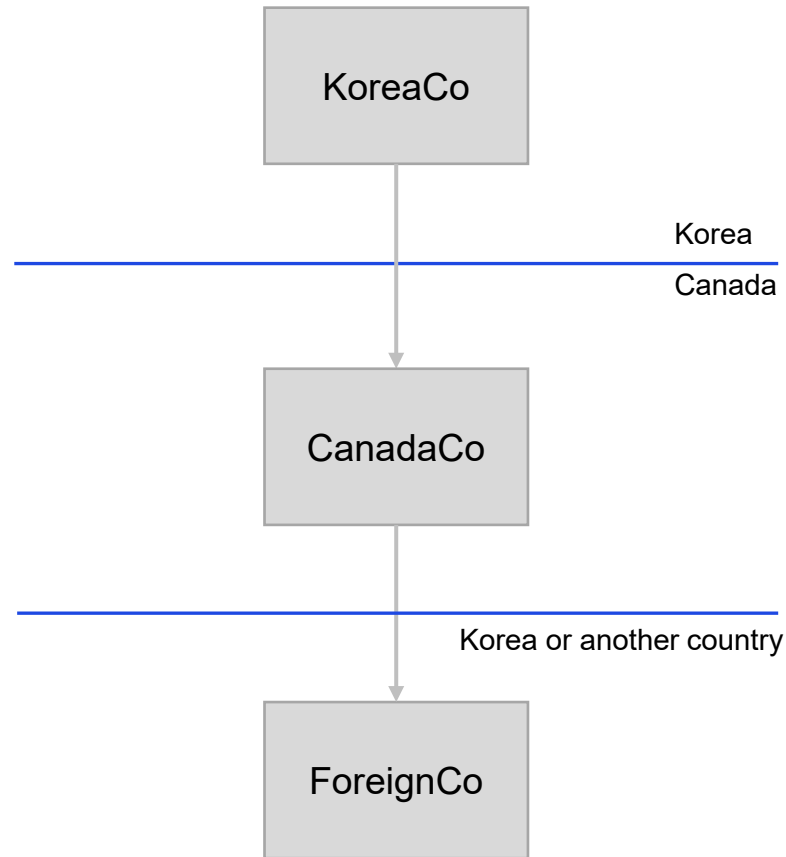 KoreaCo
Korea
Canada
CanadaCo
Korea or another country
ForeignCo